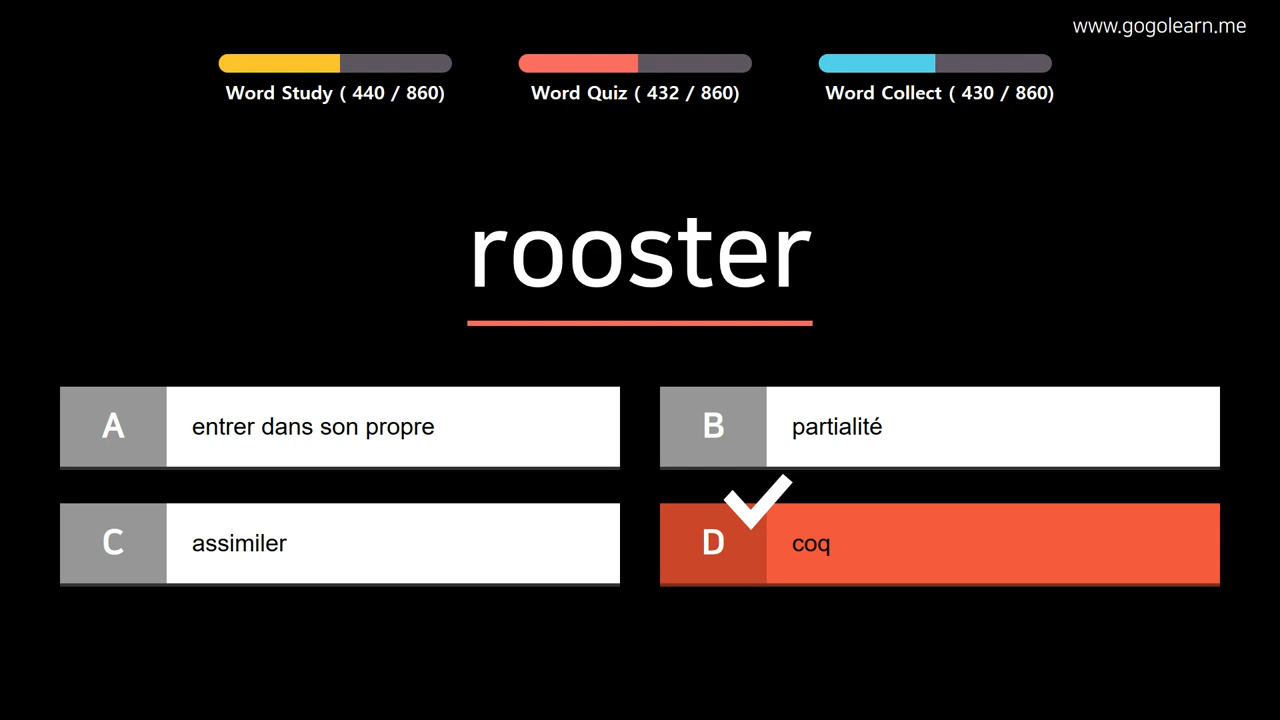 www.gogolearn.me
Word Study ( 440 / 860)
Word Quiz ( 432 / 860)
Word Collect ( 430 / 860)
rooster
A entrer dans son propre
B partialité
C assimiler
D coq